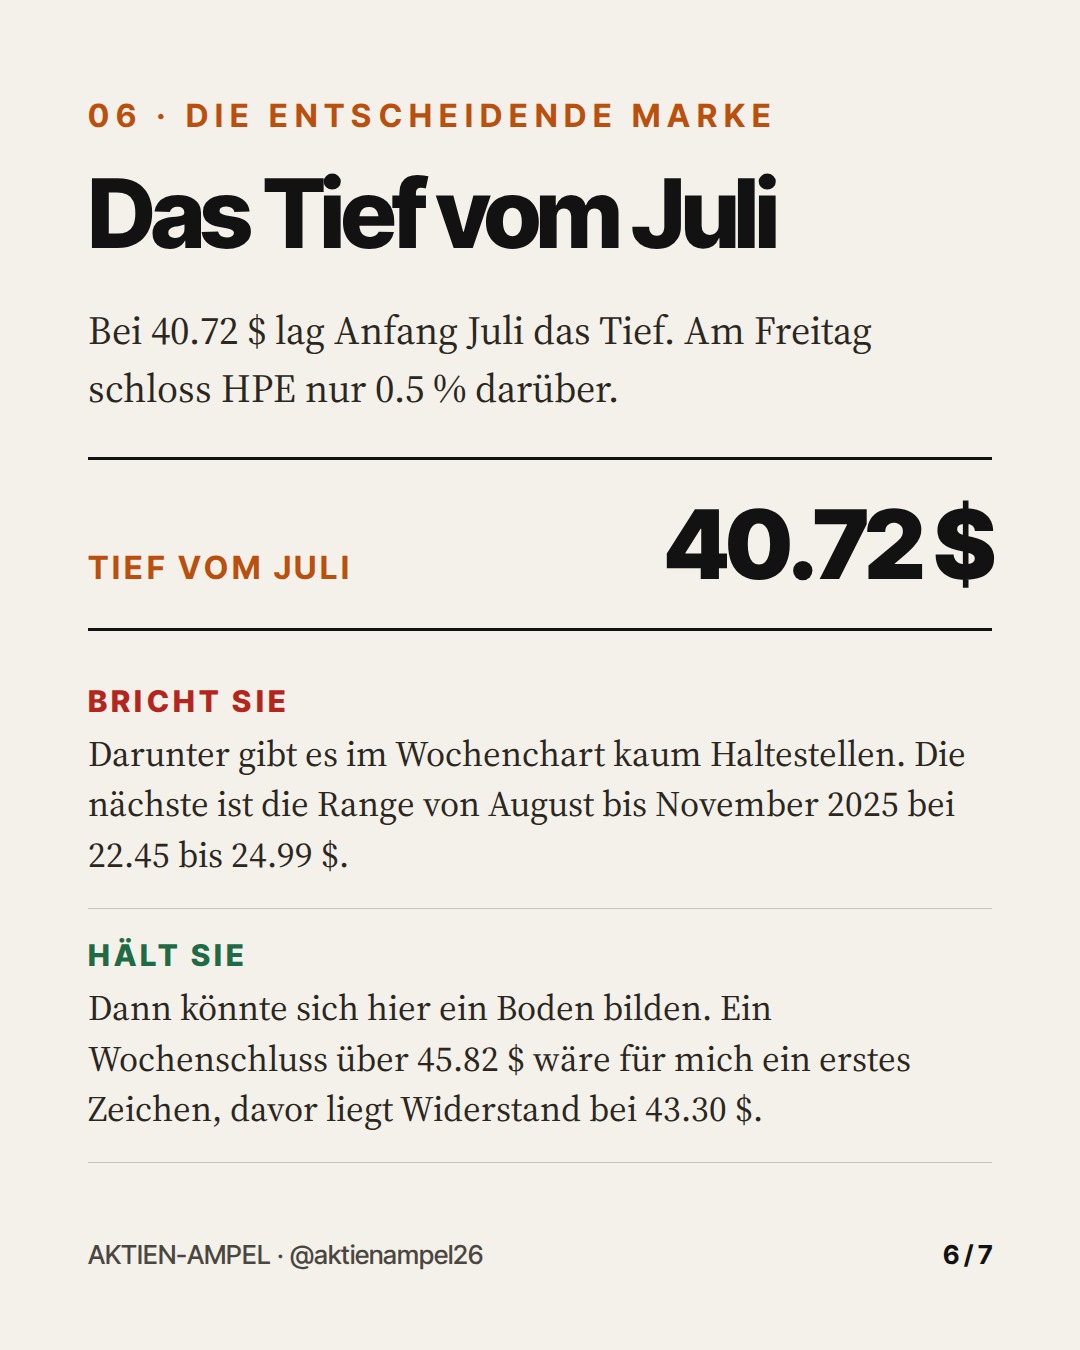 06 · DIE ENTSCHEIDENDE MARKE
Das Tief vom Juli
Bei 40.72 $ lag Anfang Juli das Tief. Am Freitag
schloss HPE nur 0.5 % darüber.
TIEF VOM JULI
40.72 $
BRICHT SIE
Darunter gibt es im Wochenchart kaum Haltestellen. Die
nächste ist die Range von August bis November 2025 bei
22.45 bis 24.99 $.
HÄLT SIE
Dann könnte sich hier ein Boden bilden. Ein
Wochenschluss über 45.82 $ wäre für mich ein erstes
Zeichen, davor liegt Widerstand bei 43.30 $.
AKTIEN-AMPEL · @aktienampel26
6 / 7